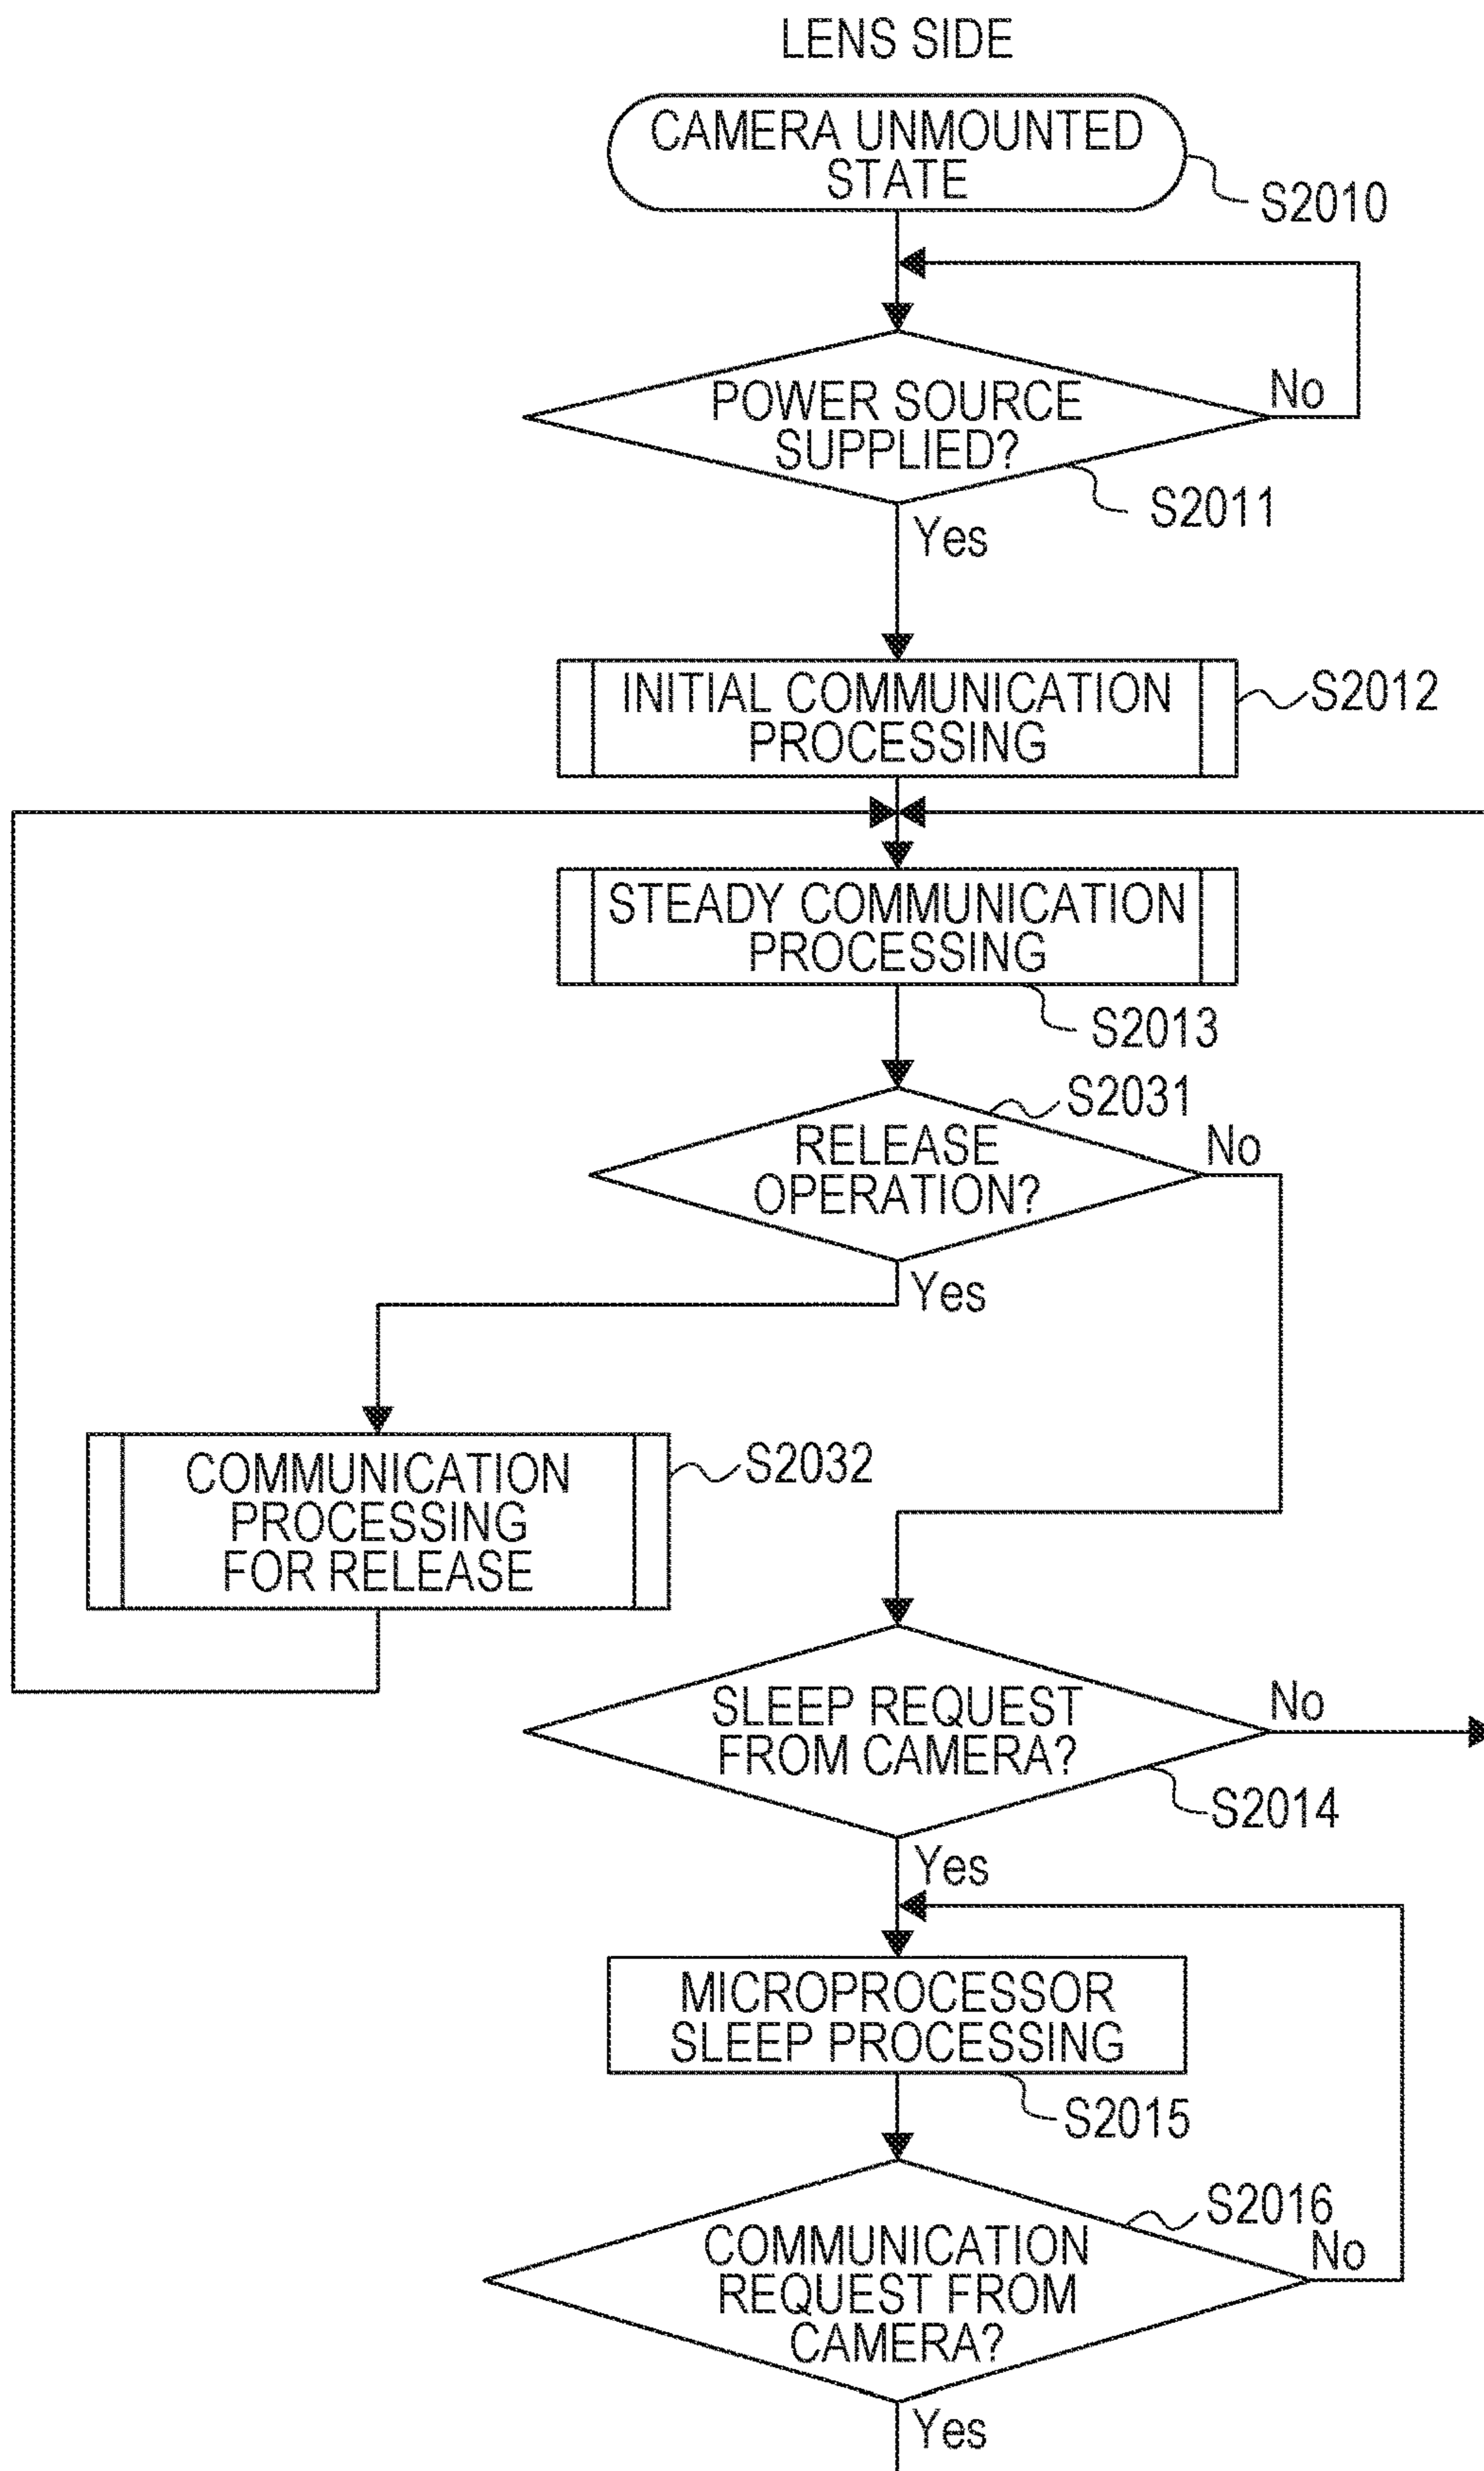 LENS SIDE
CAMERA UNMOUNTED
STATE
S2010
POWER SOURCE
SUPPLIED?
No
S2011
Yes
INITIAL COMMUNICATION
PROCESSING
S2012
STEADY COMMUNICATION
PROCESSING
S2013
S2031
RELEASE
OPERATION?
No
Yes
COMMUNICATION
PROCESSING
FOR RELEASE
S2032
SLEEP REQUEST
FROM CAMERA?
No
S2014
Yes
MICROPROCESSOR
SLEEP PROCESSING
S2015
S2016
COMMUNICATION
REQUEST FROM
CAMERA?
No
Yes